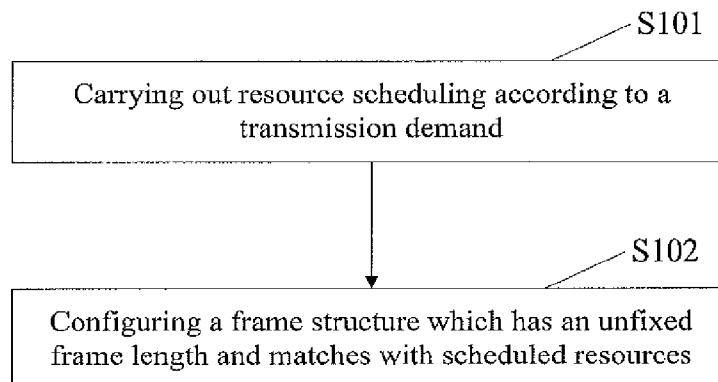 S101
Carrying out resource scheduling according to a
transmission demand
S102
Configuring a frame structure which has an unfixed
frame length and matches with scheduled resources